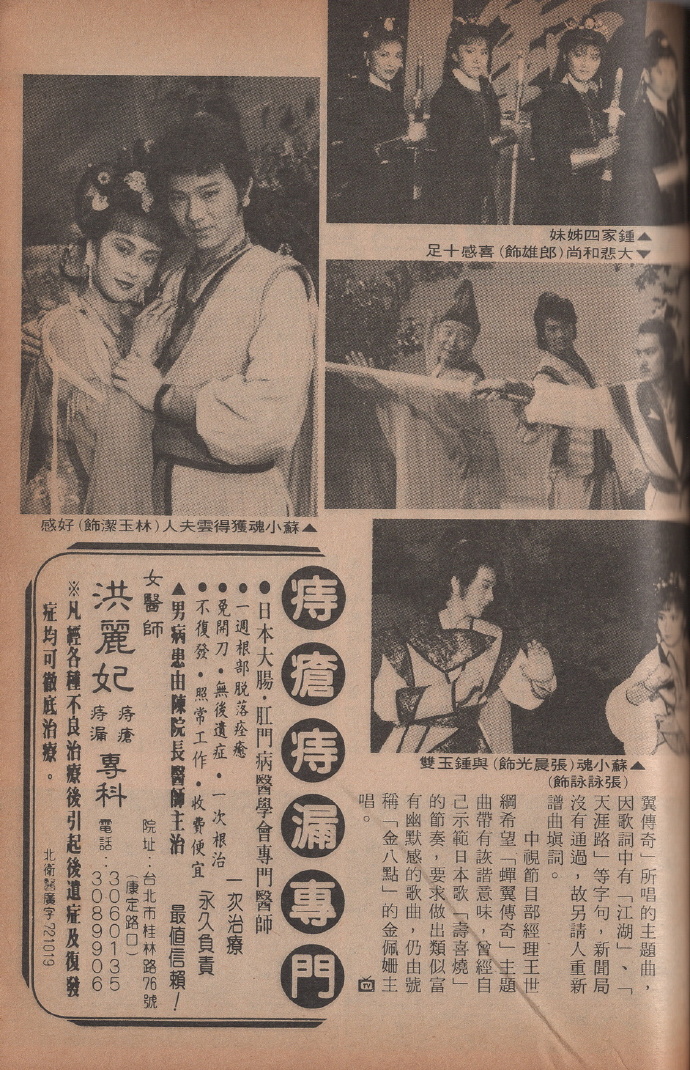 ▲鍾家四姊妹
▼大悲和尚(郎雄飾)喜感十足
▲蘇小魂獲得雲夫人(林玉潔飾)好感
▲蘇小魂(張晨光飾)與鍾玉雙
(張詠詠飾)
翼傳奇」所唱的主題曲，
因歌詞中有「江湖」、「
天涯路」等字句，新聞局
沒有通過，故另請人重新
譜曲填詞。
中視節目部經理王世
綱希望「蟬翼傳奇」主題
曲帶有詼諧意味，曾經自
己示範日本歌「壽喜燒」
的節奏，要求做出類似富
有幽默感的歌曲，仍由號
稱「金八點」的金佩姍主
唱。
TV
痔瘡痔漏專門
●日本大腸・肛門病醫學會專門醫師
●一週根部脫落痊癒
●免開刀・無後遺症・一次根治
●不復發・照常工作・收費便宜
一次治療
永久負責
最值信賴！
▲男病患由陳院長醫師主治
女醫師
洪麗妃
痔瘡
痔漏
專科
院址：台北市桂林路76號
(康定路口)
電話：3060135
3089906
※凡經各種不良治療後引起後遺症及復發
症均可徹底治療。
北衛醫廣字721019